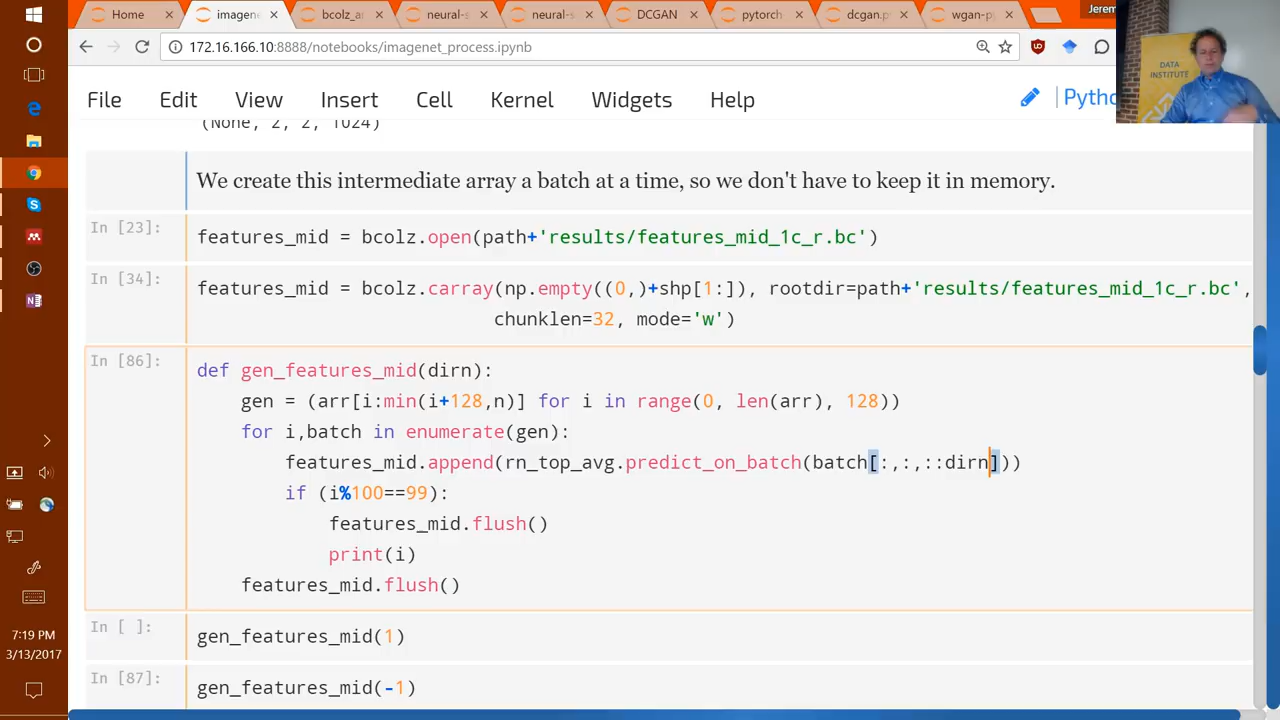 Home
imagene
bcolz_ar
neural-s
neural-s
DCGAN
pytorch
dcgan.p
wgan-p
Jerem
172.16.166.10:8888/notebooks/imagenet_process.ipynb
DATA
INSTITUTE
File Edit View Insert Cell Kernel Widgets Help
Pytho
(None, 2, 2, 1024)
We create this intermediate array a batch at a time, so we don't have to keep it in memory.
In [23]:
features_mid = bcolz.open(path+'results/features_mid_1c_r.bc')
In [34]:
features_mid = bcolz.carray(np.empty((0,)+shp[1:]), rootdir=path+'results/features_mid_1c_r.bc',
chunklen=32, mode='w')
In [86]:
def gen_features_mid(dirn):
gen = (arr[i:min(i+128,n)] for i in range(0, len(arr), 128))
for i,batch in enumerate(gen):
features_mid.append(rn_top_avg.predict_on_batch(batch[:,:,::dirn]))
if (i%100==99):
features_mid.flush()
print(i)
features_mid.flush()
In [ ]:
gen_features_mid(1)
In [87]:
gen_features_mid(-1)
7:19 PM
3/13/2017